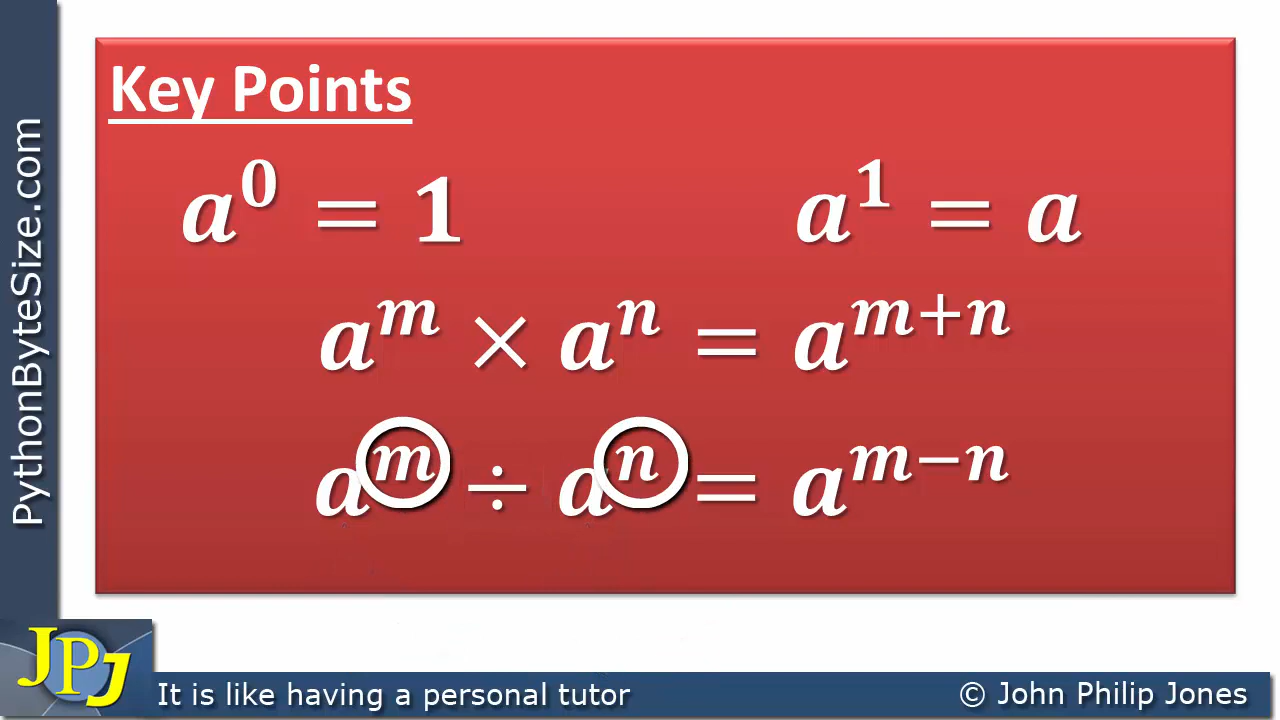 Key Points
a⁰ = 1
a¹ = a
aᵐ × aⁿ = aᵐ⁺ⁿ
aᵐ ÷ aⁿ = aᵐ⁻ⁿ
PythonByteSize.com
JPJ
It is like having a personal tutor
© John Philip Jones